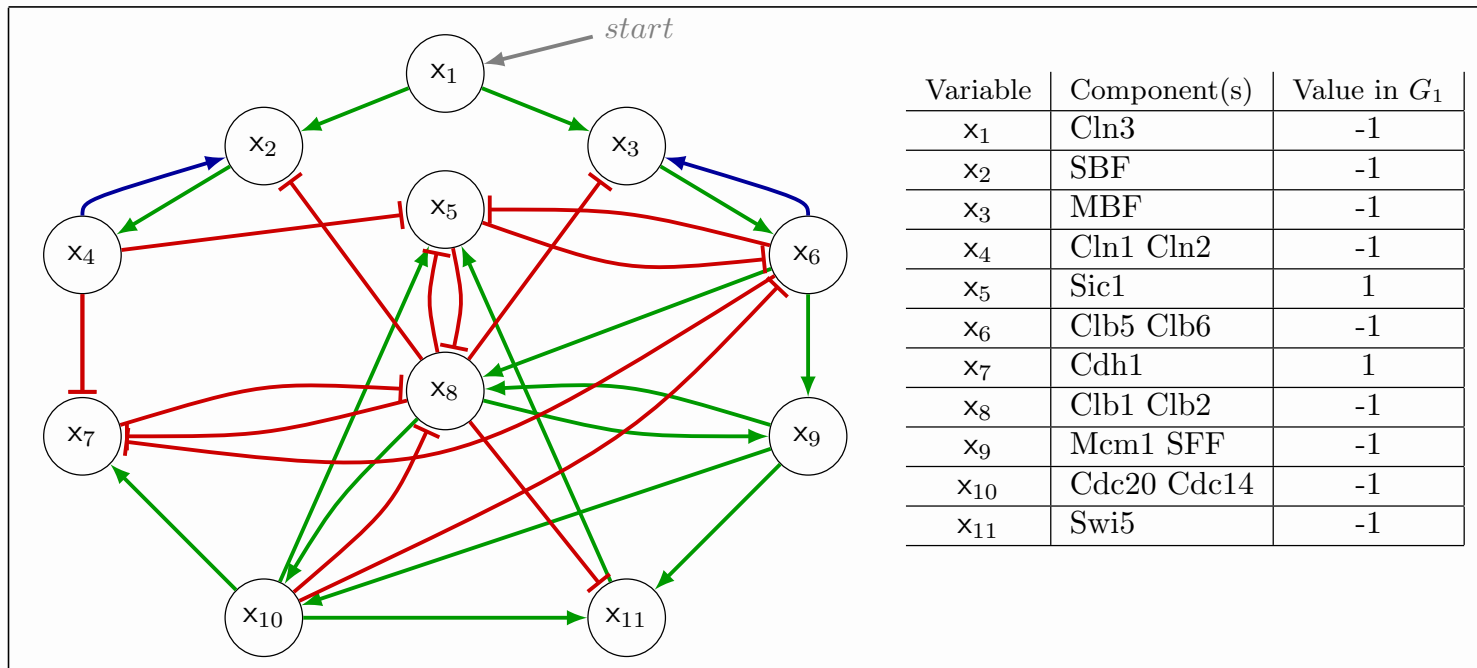 start
x1
x2
x3
x5
x4
x6
x8
x7
x9
x10
x11
Variable Component(s) Value in G1
x1 Cln3 -1
x2 SBF -1
x3 MBF -1
x4 Cln1 Cln2 -1
x5 Sic1 1
x6 Clb5 Clb6 -1
x7 Cdh1 1
x8 Clb1 Clb2 -1
x9 Mcm1 SFF -1
x10 Cdc20 Cdc14 -1
x11 Swi5 -1